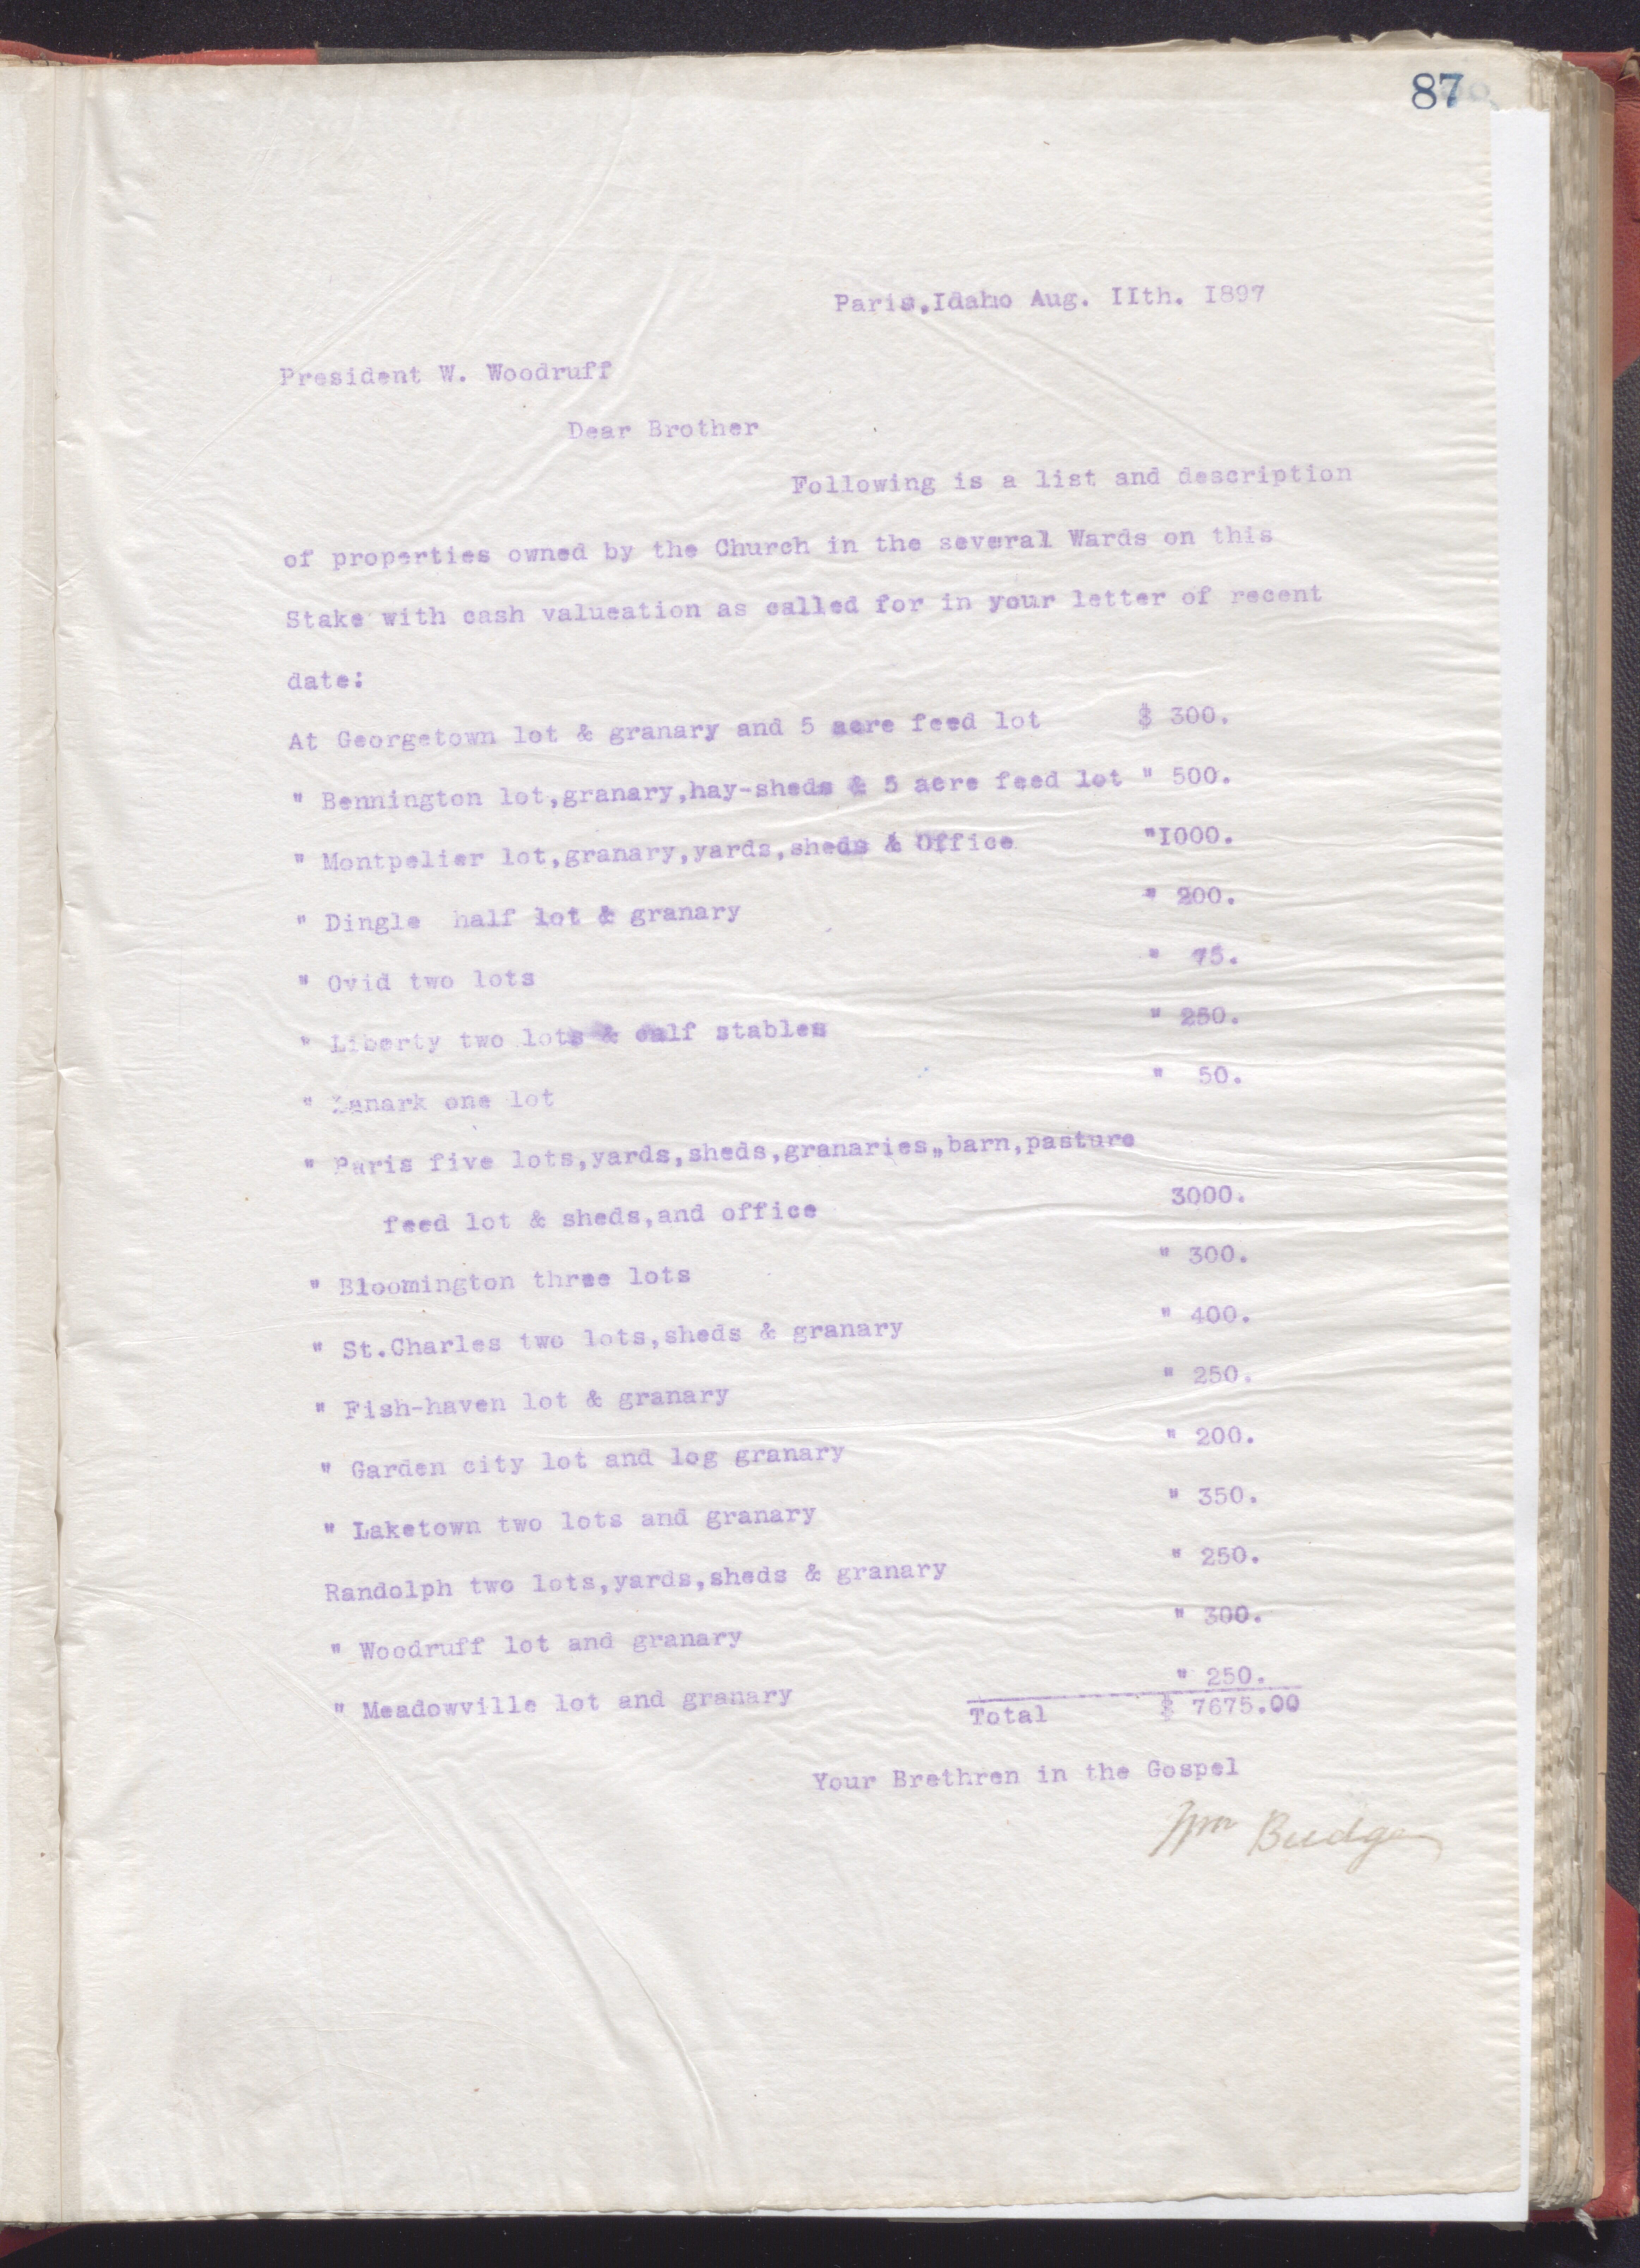 87
Paris,Idaho Aug. IIth. I897
President W. Woodruff
Dear Brother
Following is a list and description
of properties owned by the Church in the several Wards on this
Stake with cash valueation as called for in your letter of recent
date:
At Georgetown lot & granary and 5 acre feed lot $ 300.
" Bennington lot,granary,hay-sheds & 5 acre feed lot " 500.
" Montpelier lot,granary,yards,sheds & Office "I000.
" Dingle half lot & granary " 200.
" Ovid two lots " 75.
" Liberty two lots & calf stables " 250.
" Lanark one lot " 50.
" Paris five lots,yards,sheds,granaries,,barn,pasture
feed lot & sheds,and office 3000.
" Bloomington three lots " 300.
" St.Charles two lots,sheds & granary " 400.
" Fish-haven lot & granary " 250.
" Garden city lot and log granary " 200.
" Laketown two lots and granary " 350.
Randolph two lots,yards,sheds & granary " 250.
" Woodruff lot and granary " 300.
" Meadowville lot and granary " 250.
Total $ 7675.00
Your Brethren in the Gospel
Wm Budge